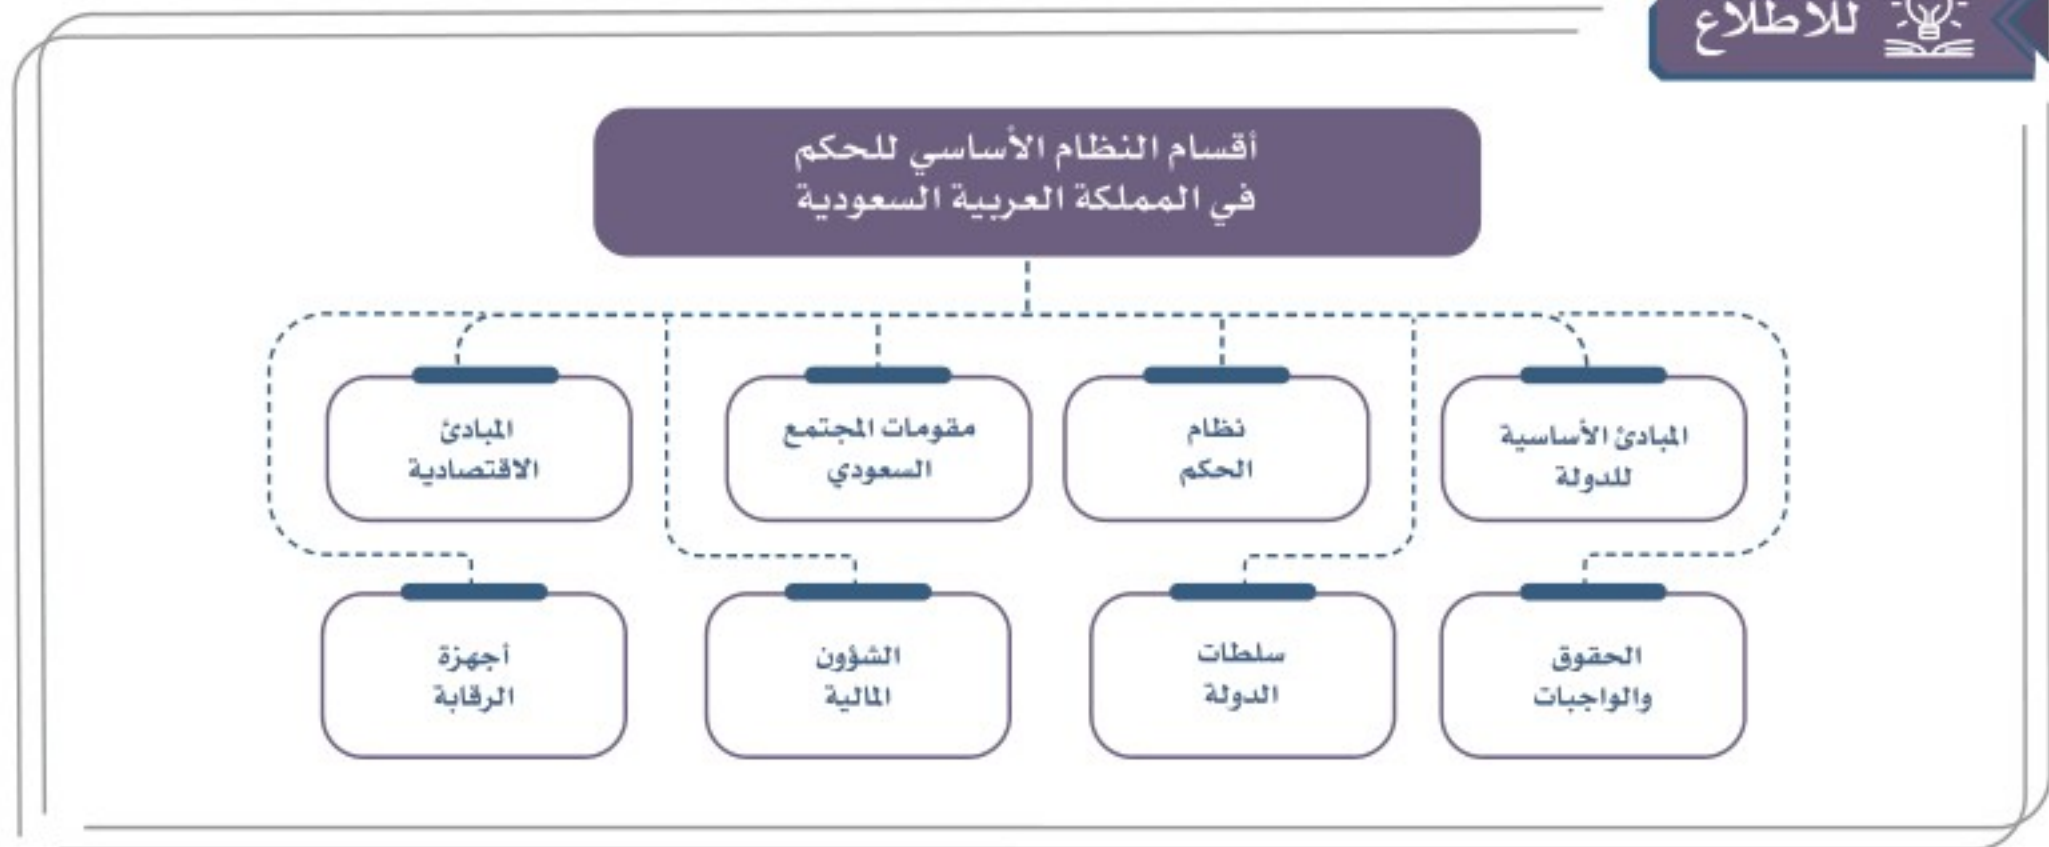 للاطلاع
أقسام النظام الأساسي للحكم
في المملكة العربية السعودية
المبادئ الأساسية
للدولة
نظام
الحكم
مقومات المجتمع
السعودي
المبادئ
الاقتصادية
الحقوق
والواجبات
سلطات
الدولة
الشؤون
المالية
أجهزة
الرقابة